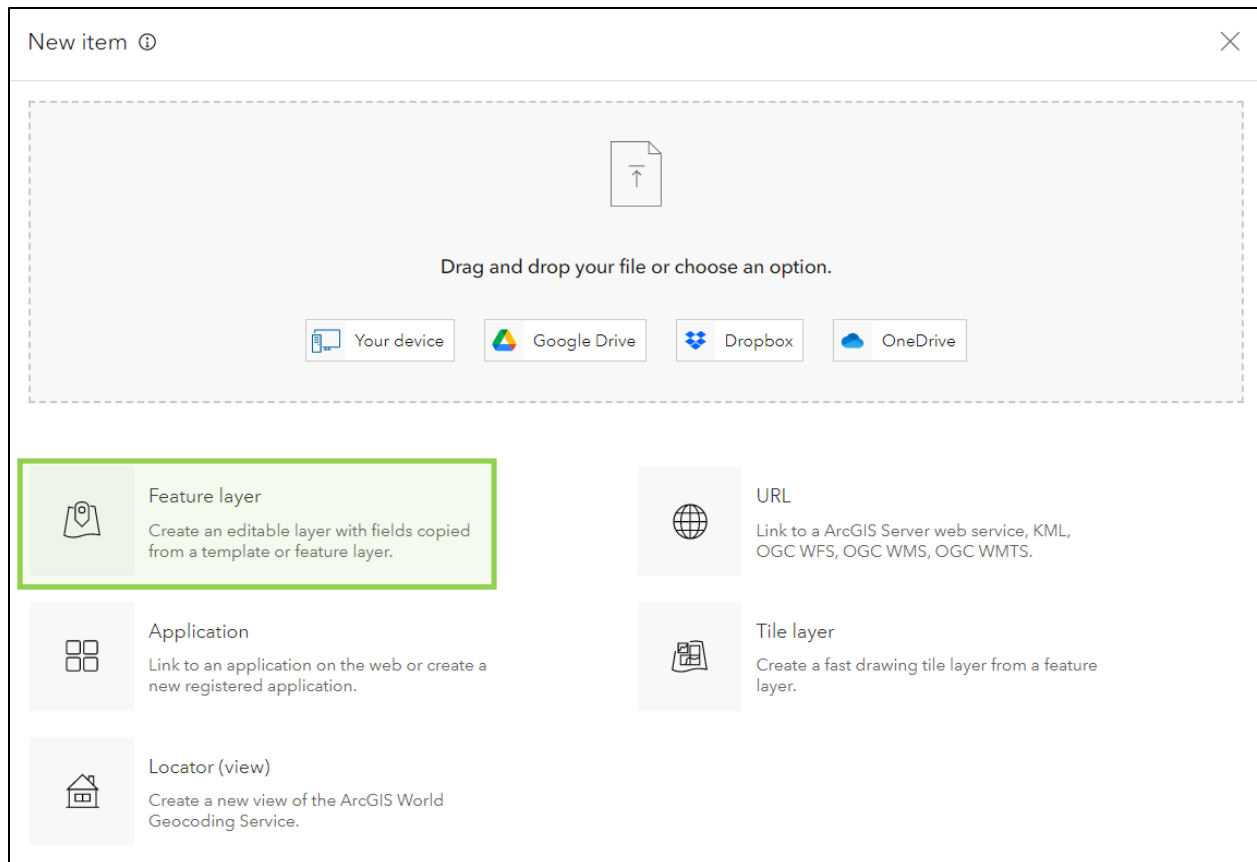 New item
Drag and drop your file or choose an option.
Your device
Google Drive
Dropbox
OneDrive
Feature layer
Create an editable layer with fields copied
from a template or feature layer.
URL
Link to a ArcGIS Server web service, KML,
OGC WFS, OGC WMS, OGC WMTS.
Application
Link to an application on the web or create a
new registered application.
Tile layer
Create a fast drawing tile layer from a feature
layer.
Locator (view)
Create a new view of the ArcGIS World
Geocoding Service.